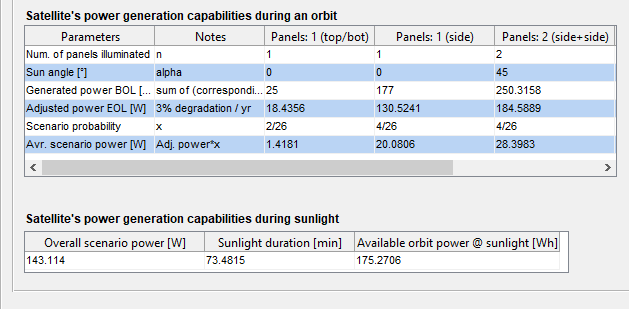 Satellite's power generation capabilities during an orbit
Parameters Notes Panels: 1 (top/bot) Panels: 1 (side) Panels: 2 (side+side)
Num. of panels illuminated n 1 1 2
Sun angle [°] alpha 0 0 45
Generated power BOL [... sum of (correspondi... 25 177 250.3158
Adjusted power EOL [W] 3% degradation / yr 18.4356 130.5241 184.5889
Scenario probability x 2/26 4/26 4/26
Avr. scenario power [W] Adj. power*x 1.4181 20.0806 28.3983
Satellite's power generation capabilities during sunlight
Overall scenario power [W] Sunlight duration [min] Available orbit power @ sunlight [Wh]
143.114 73.4815 175.2706